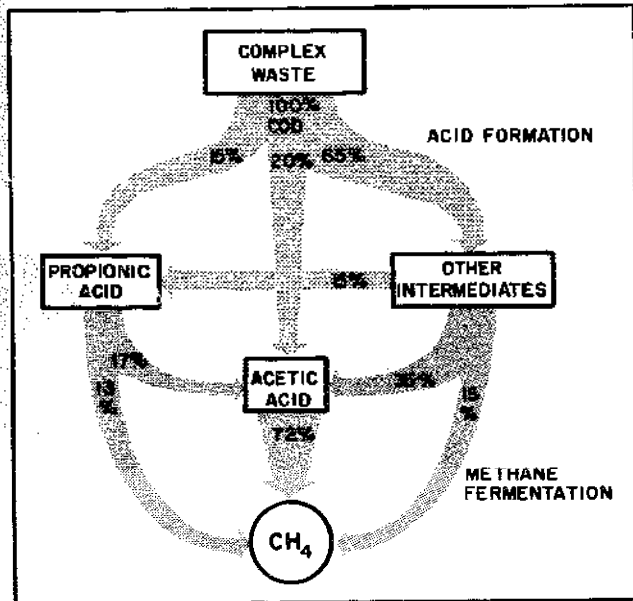 COMPLEX
WASTE
100%
COD
ACID FORMATION
15%
20%
65%
PROPIONIC
ACID
15%
OTHER
INTERMEDIATES
17%
13
%
ACETIC
ACID
35%
15
%
72%
METHANE
FERMENTATION
CH₄